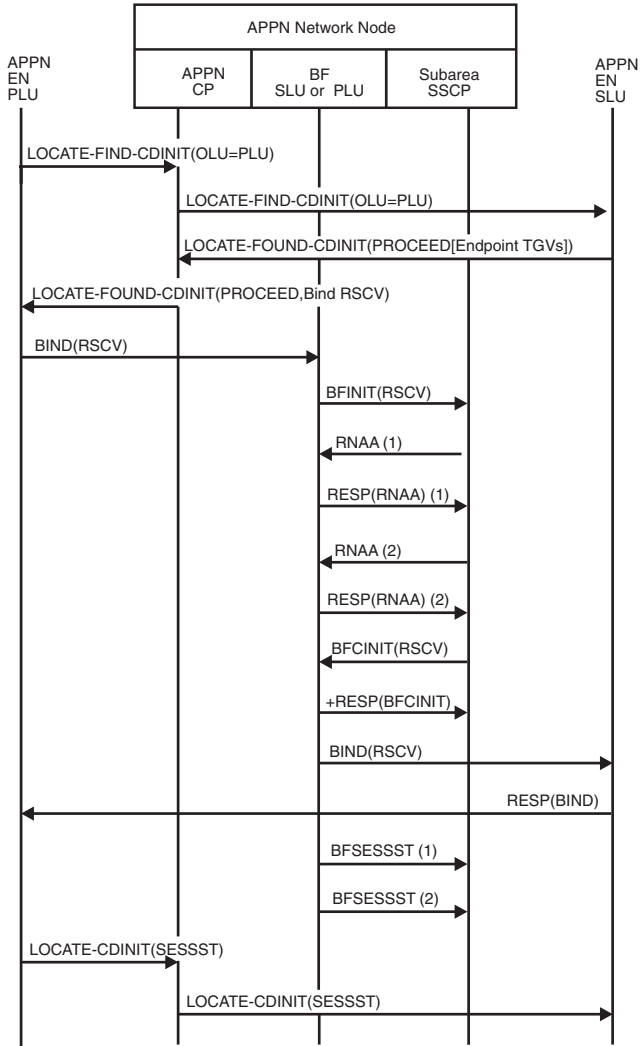 APPN Network Node
APPN
EN
PLU
APPN
CP
BF
SLU or PLU
Subarea
SSCP
APPN
EN
SLU
LOCATE-FIND-CDINIT(OLU=PLU)
LOCATE-FIND-CDINIT(OLU=PLU)
LOCATE-FOUND-CDINIT(PROCEED[Endpoint TGVs])
LOCATE-FOUND-CDINIT(PROCEED,Bind RSCV)
BIND(RSCV)
BFINIT(RSCV)
RNAA (1)
RESP(RNAA) (1)
RNAA (2)
RESP(RNAA) (2)
BFCINIT(RSCV)
+RESP(BFCINIT)
BIND(RSCV)
RESP(BIND)
BFSESSST (1)
BFSESSST (2)
LOCATE-CDINIT(SESSST)
LOCATE-CDINIT(SESSST)